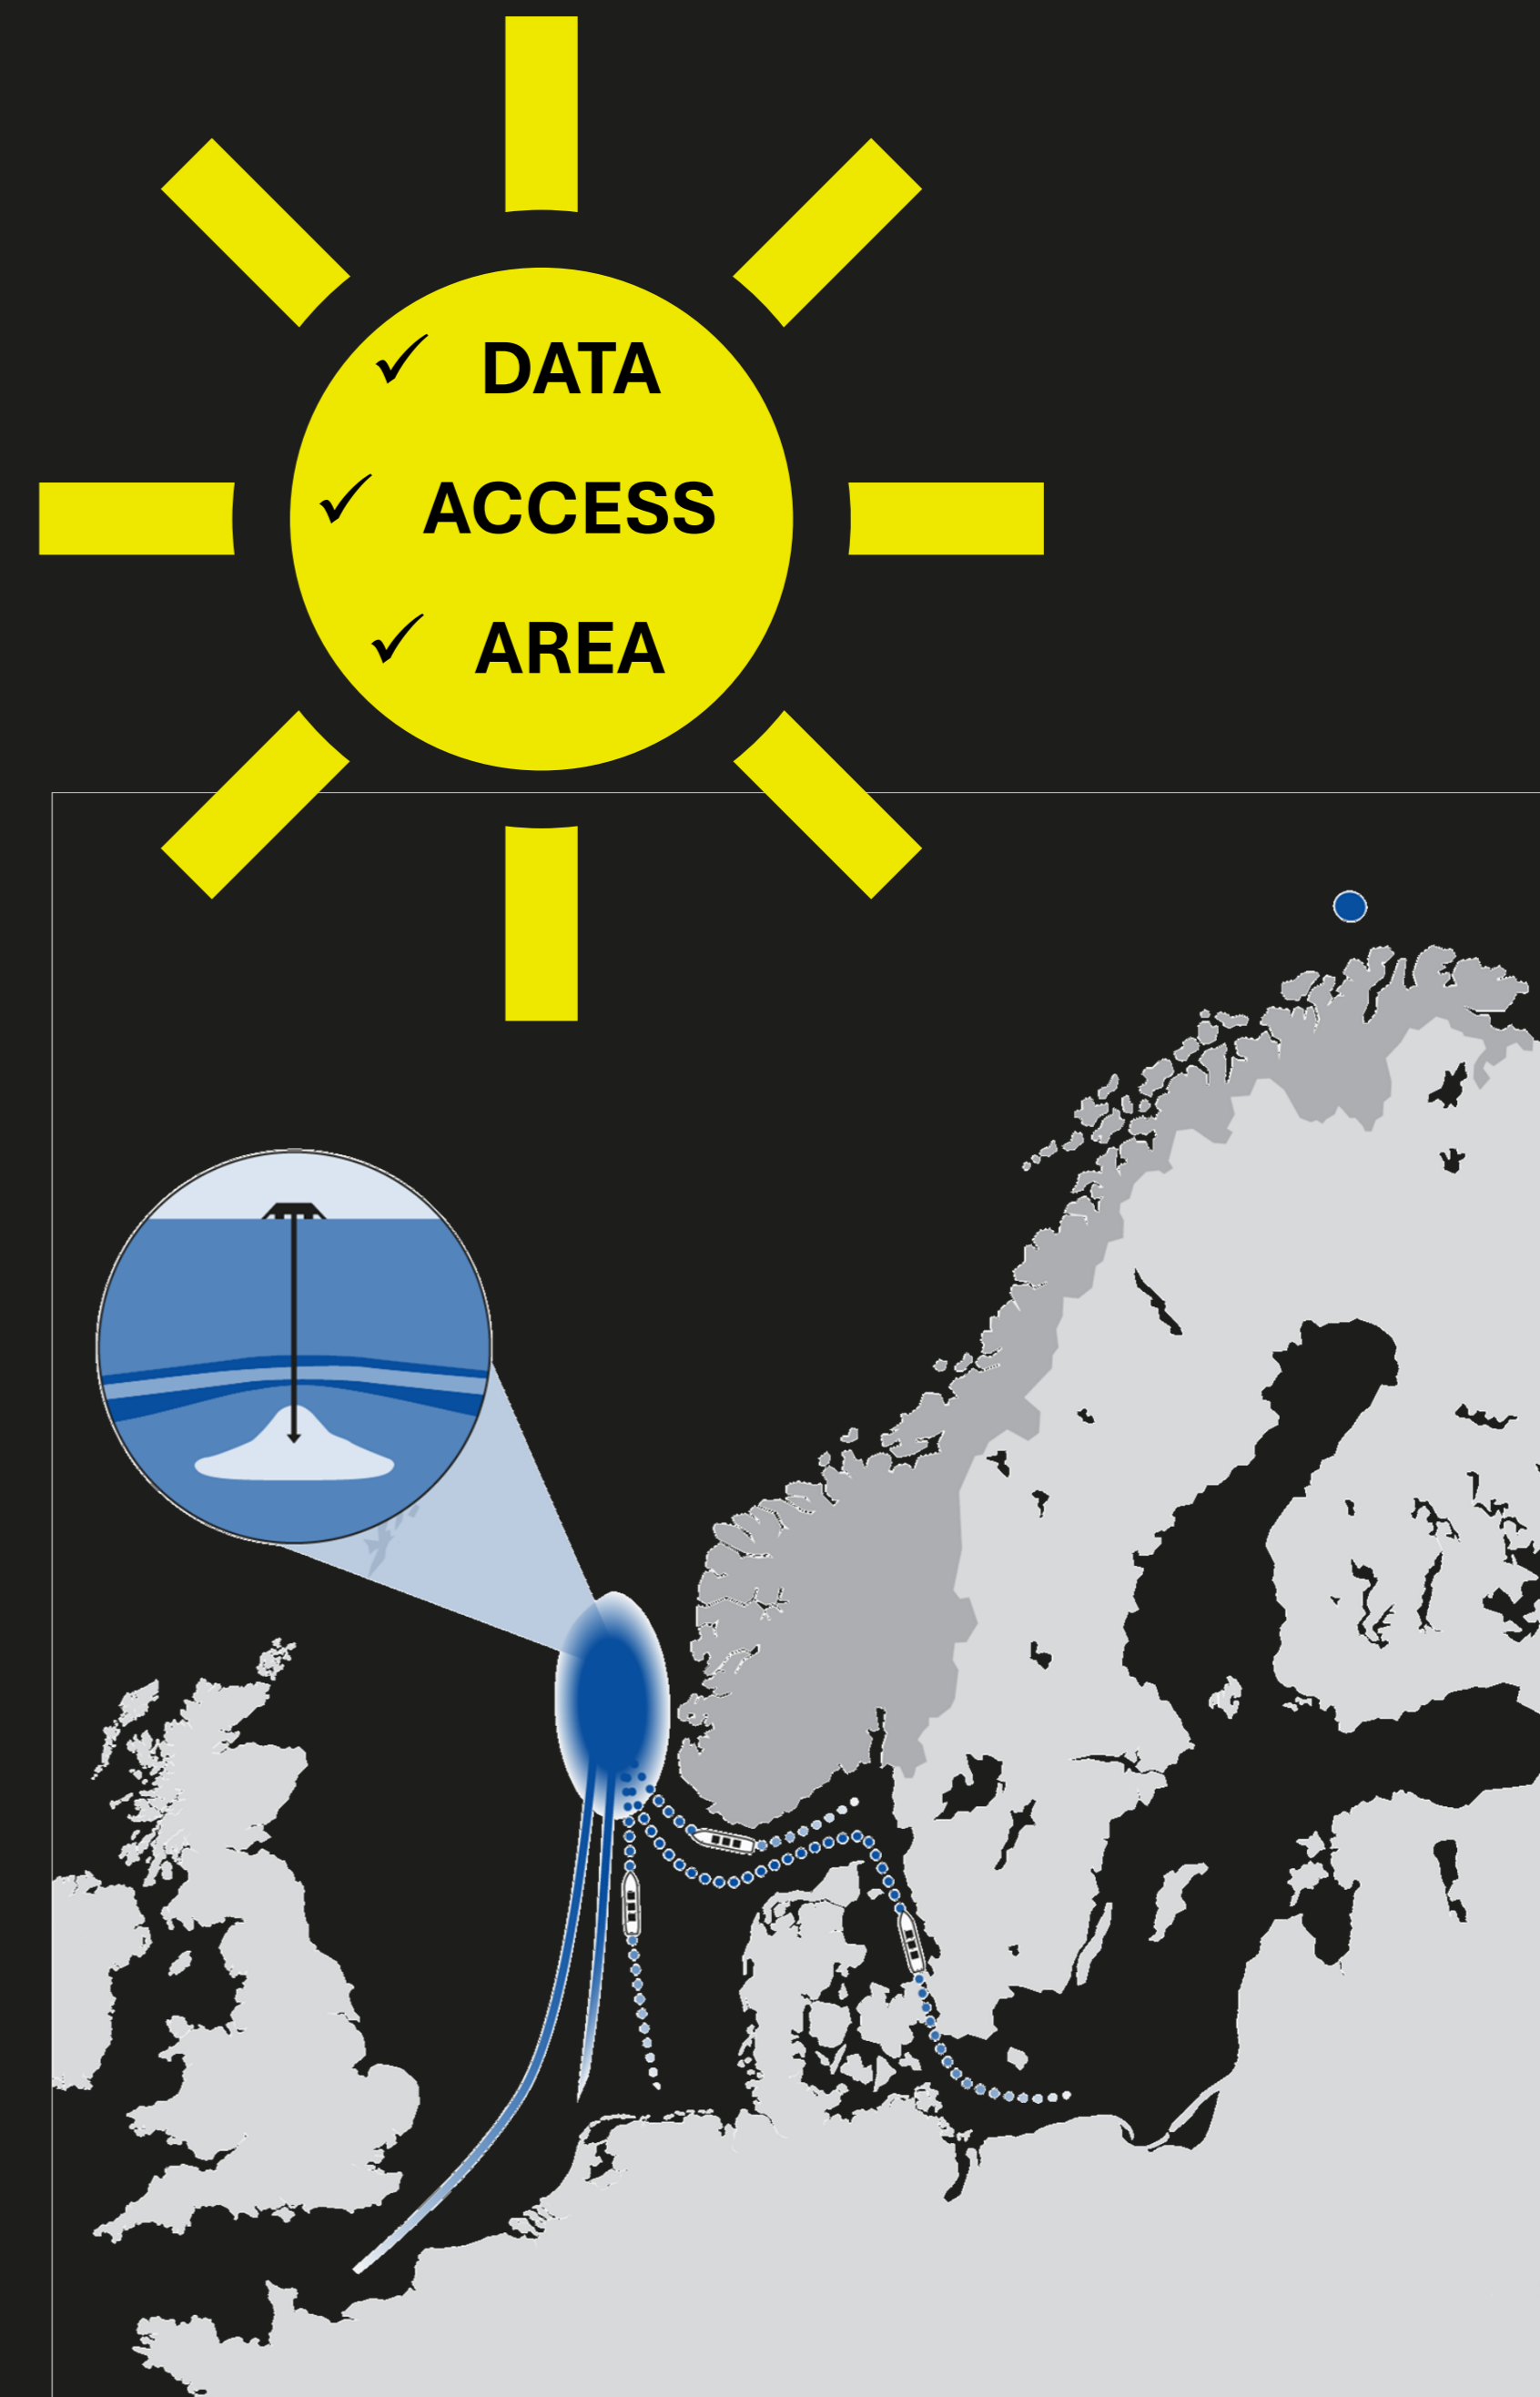 ✓ DATA
✓ ACCESS
✓ AREA